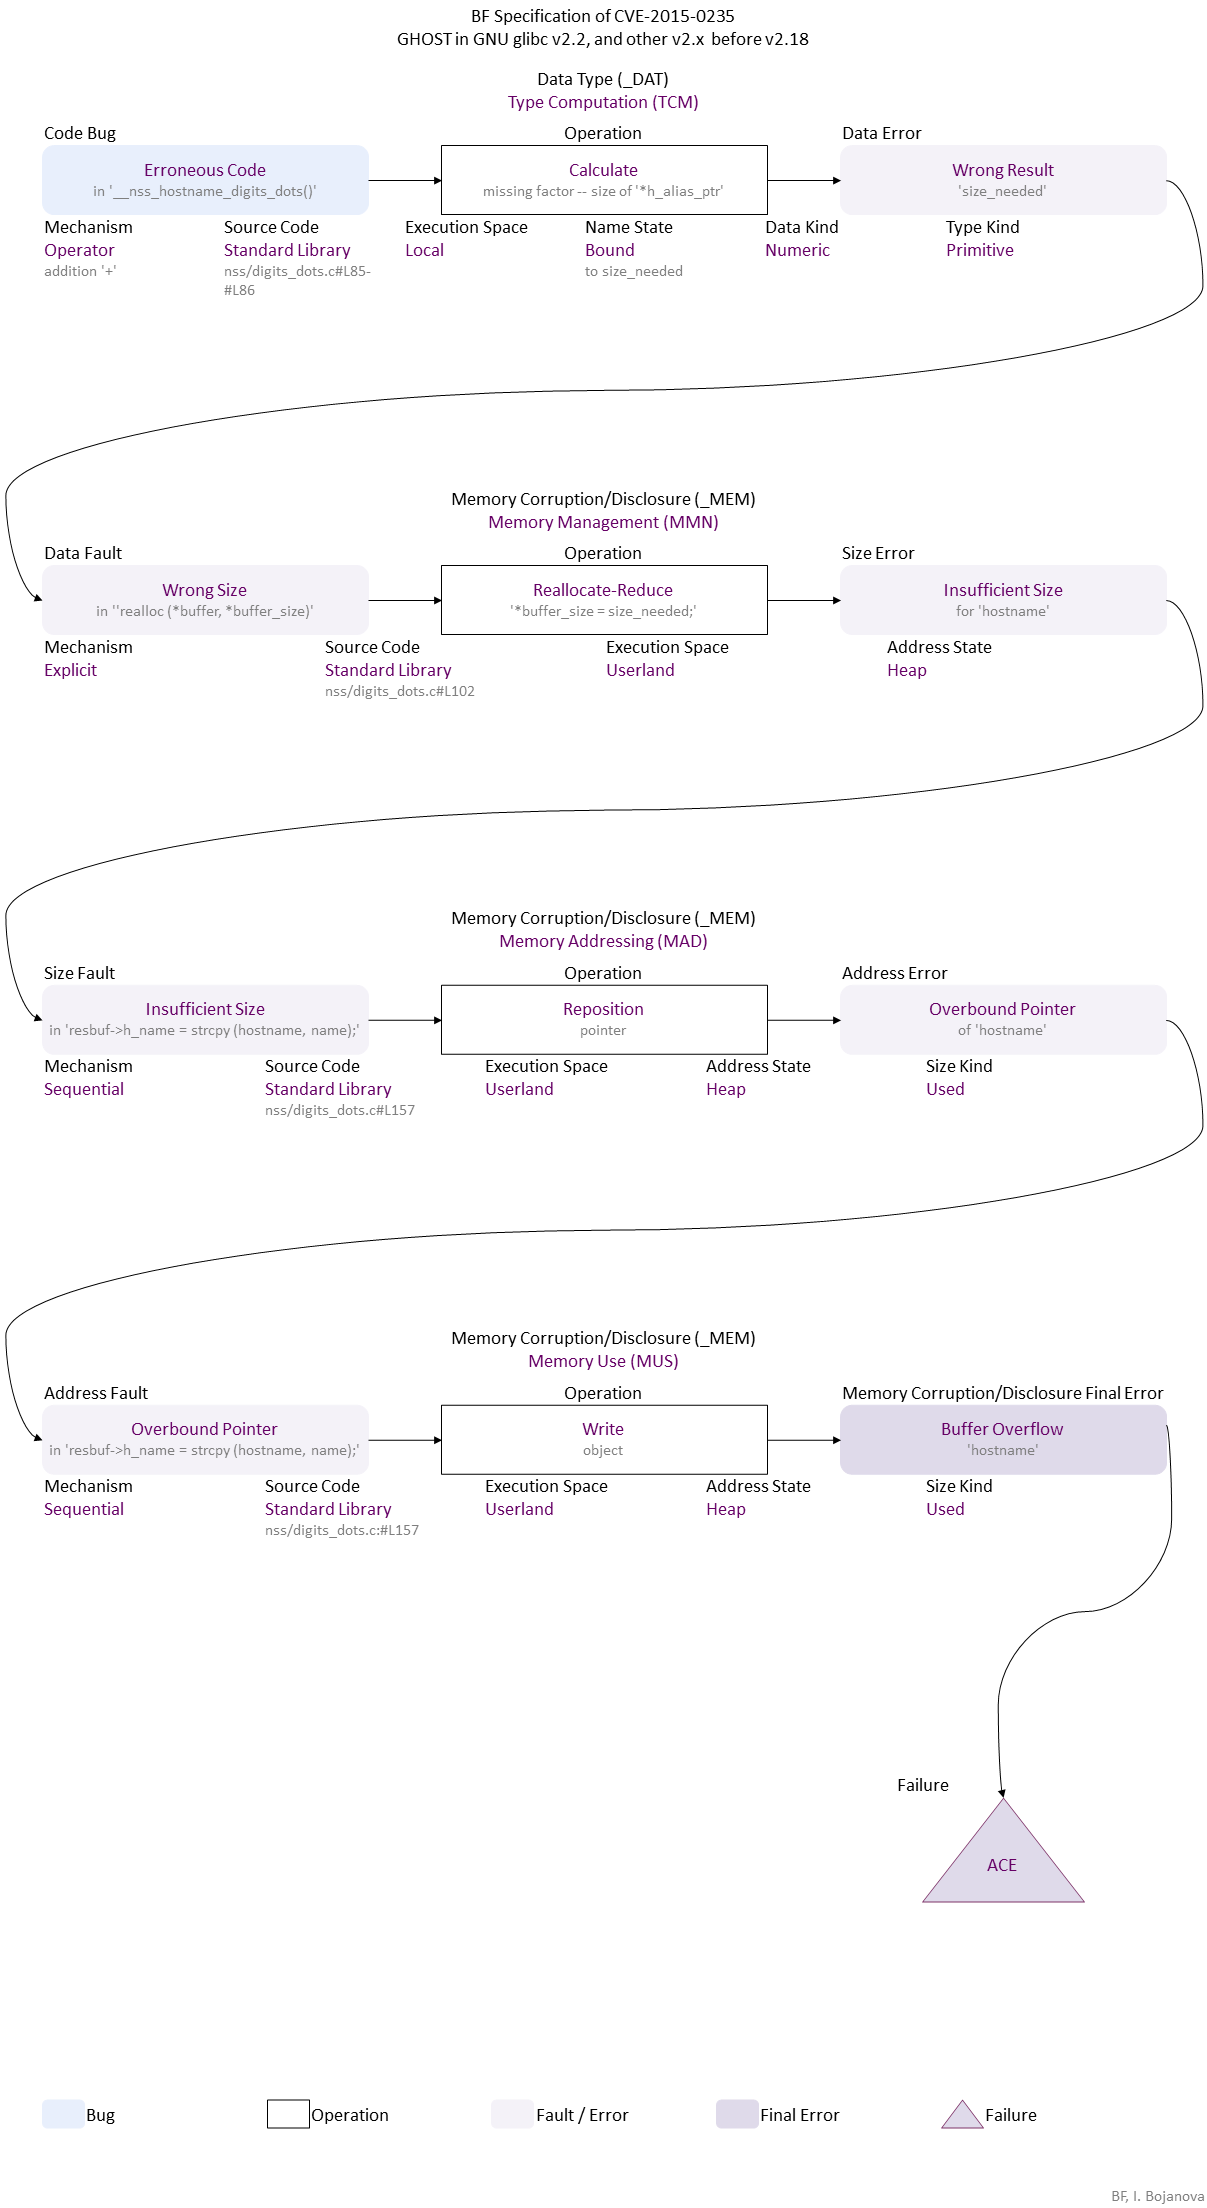 BF Specification of CVE-2015-0235
GHOST in GNU glibc v2.2, and other v2.x before v2.18
Data Type (_DAT)
Type Computation (TCM)
Code Bug
Operation
Data Error
Erroneous Code
in '__nss_hostname_digits_dots()'
Calculate
missing factor -- size of '*h_alias_ptr'
Wrong Result
'size_needed'
Mechanism
Operator
addition '+'
Source Code
Standard Library
nss/digits_dots.c#L85-
#L86
Execution Space
Local
Name State
Bound
to size_needed
Data Kind
Numeric
Type Kind
Primitive
Memory Corruption/Disclosure (_MEM)
Memory Management (MMN)
Data Fault
Operation
Size Error
Wrong Size
in ''realloc (*buffer, *buffer_size)'
Reallocate-Reduce
'*buffer_size = size_needed;'
Insufficient Size
for 'hostname'
Mechanism
Explicit
Source Code
Standard Library
nss/digits_dots.c#L102
Execution Space
Userland
Address State
Heap
Memory Corruption/Disclosure (_MEM)
Memory Addressing (MAD)
Size Fault
Operation
Address Error
Insufficient Size
in 'resbuf->h_name = strcpy (hostname, name);'
Reposition
pointer
Overbound Pointer
of 'hostname'
Mechanism
Sequential
Source Code
Standard Library
nss/digits_dots.c#L157
Execution Space
Userland
Address State
Heap
Size Kind
Used
Memory Corruption/Disclosure (_MEM)
Memory Use (MUS)
Address Fault
Operation
Memory Corruption/Disclosure Final Error
Overbound Pointer
in 'resbuf->h_name = strcpy (hostname, name);'
Write
object
Buffer Overflow
'hostname'
Mechanism
Sequential
Source Code
Standard Library
nss/digits_dots.c:#L157
Execution Space
Userland
Address State
Heap
Size Kind
Used
Failure
ACE
Bug
Operation
Fault / Error
Final Error
Failure
BF, I. Bojanova